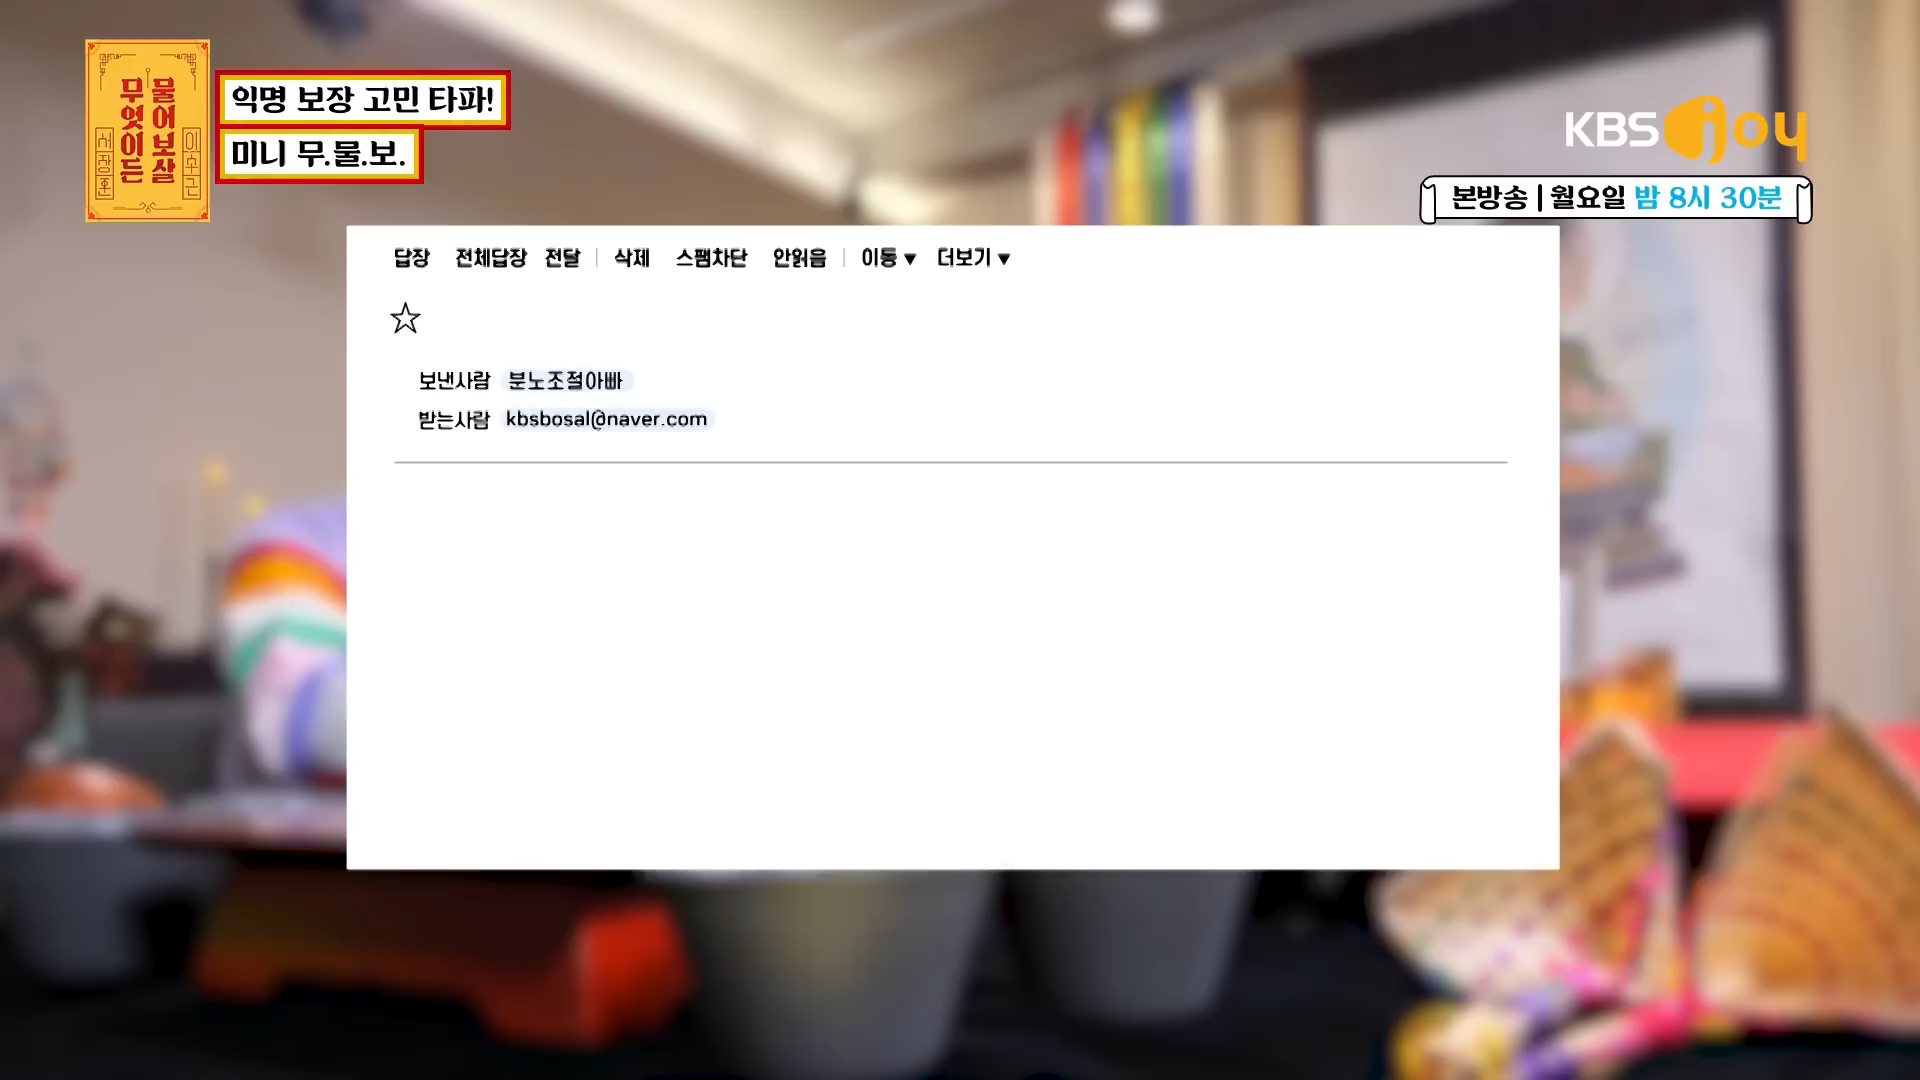 무엇이든
물어보살
서장훈
이수근
익명 보장 고민 타파!
미니 무.물.보.
KBS joy
본방송 | 월요일 밤 8시 30분
답장 전체답장 전달 | 삭제 스팸차단 안읽음 | 이동 ▼ 더보기 ▼
보낸사람 분노조절아빠
받는사람 kbsbosal@naver.com